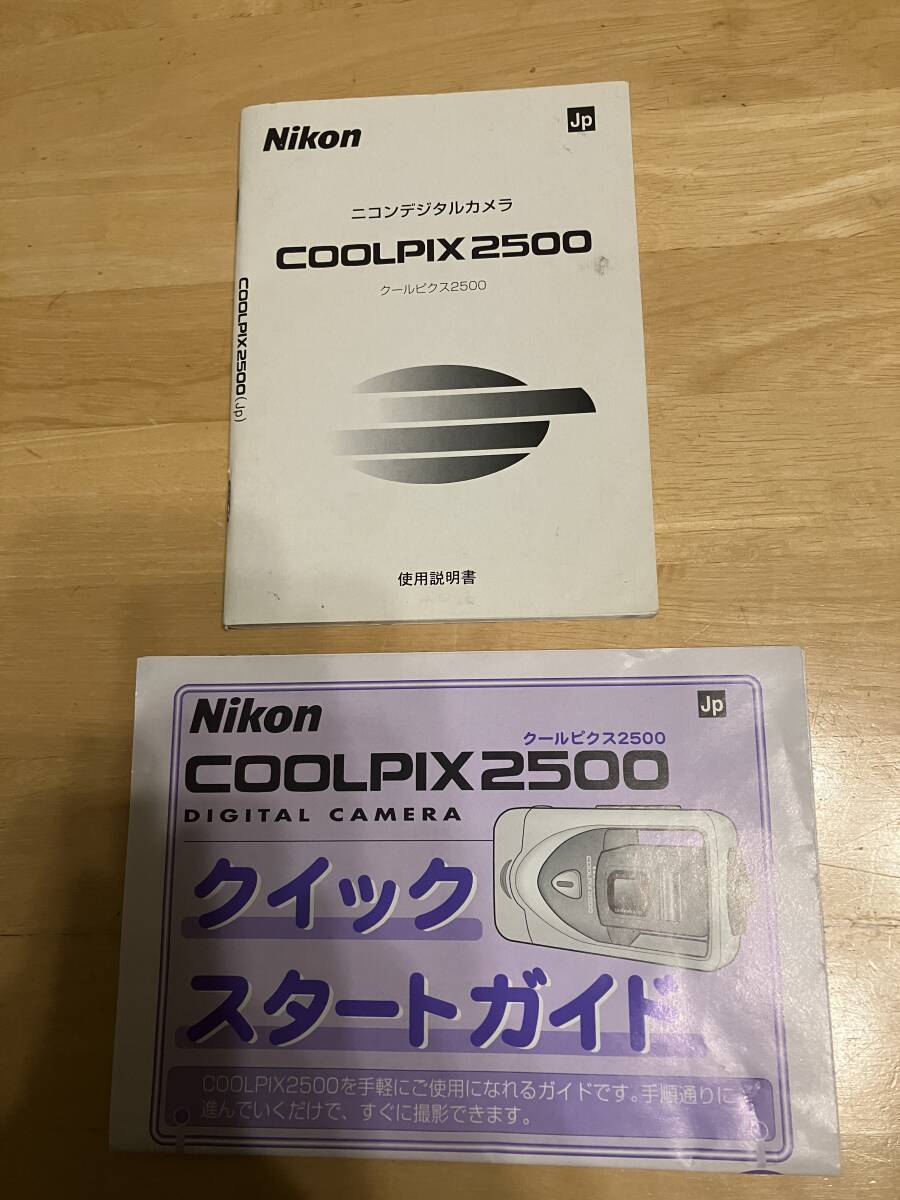 Nikon
Jp
ニコンデジタルカメラ
COOLPIX2500
クールピクス2500
COOLPIX2500(Jp)
使用説明書
Nikon
Jp
クールピクス2500
COOLPIX2500
DIGITAL CAMERA
クイック
スタートガイド
COOLPIX2500を手軽にご使用になれるガイドです。手順通りに
進んでいくだけで、すぐに撮影できます。